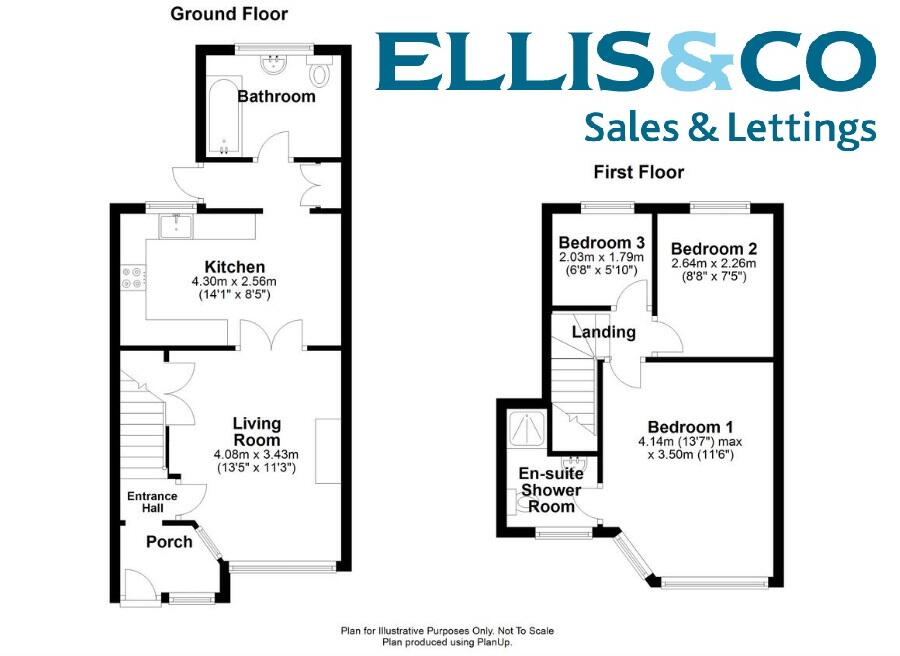 Ground Floor
ELLIS&CO
Sales & Lettings
Bathroom
Kitchen
4.30m x 2.56m
(14'1" x 8'5")
Living
Room
4.08m x 3.43m
(13'5" x 11'3")
Entrance
Hall
Porch
First Floor
Bedroom 3
2.03m x 1.79m
(6'8" x 5'10")
Bedroom 2
2.64m x 2.26m
(8'8" x 7'5")
Landing
Bedroom 1
4.14m (13'7") max
x 3.50m (11'6")
En-suite
Shower
Room
Plan for Illustrative Purposes Only. Not To Scale
Plan produced using PlanUp.